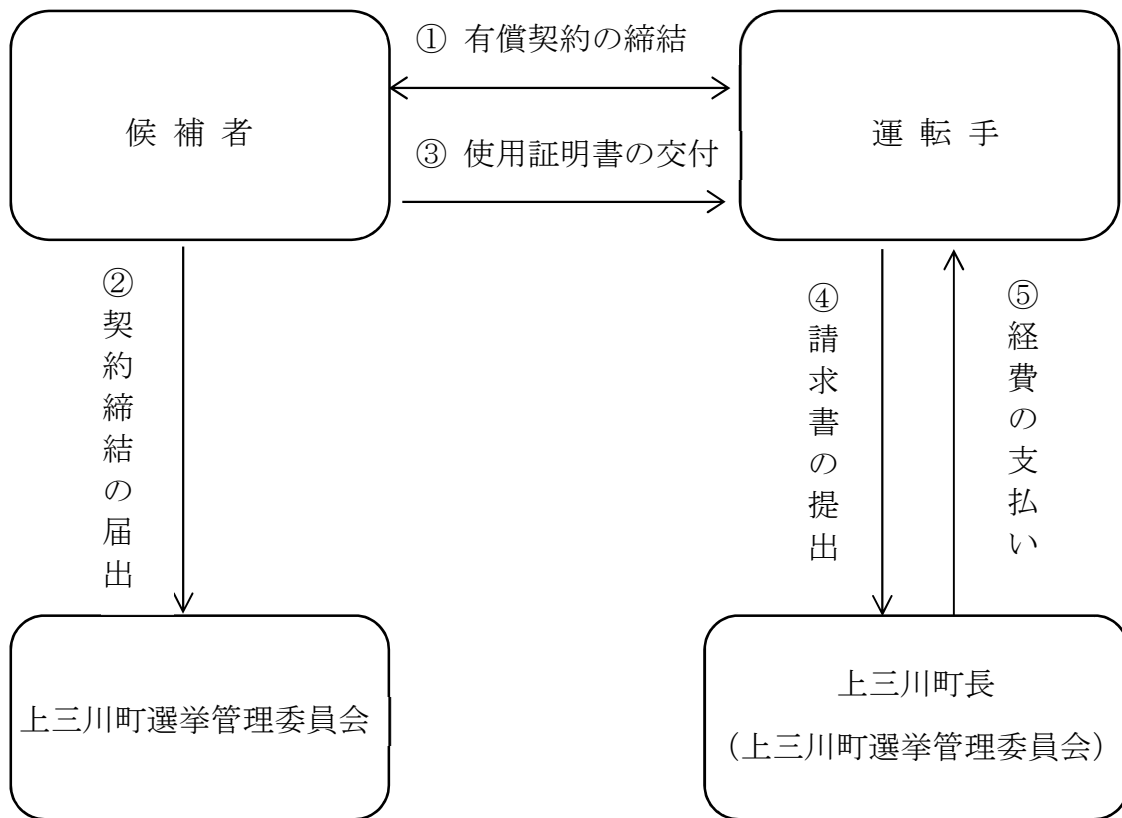 ① 有償契約の締結
候 補 者
運 転 手
③ 使用証明書の交付
②契約締結の届出
④請求書の提出
⑤経費の支払い
上三川町選挙管理委員会
上三川町長
（上三川町選挙管理委員会）